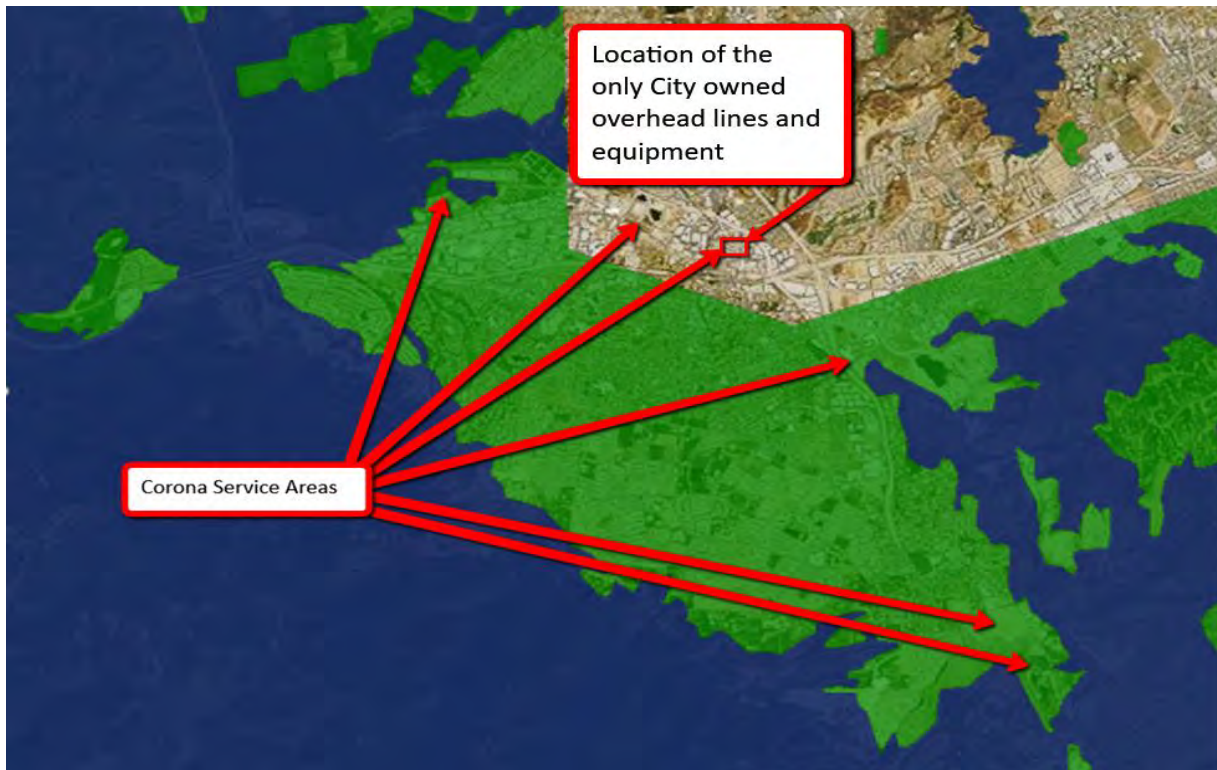 Location of the
only City owned
overhead lines and
equipment
Corona Service Areas